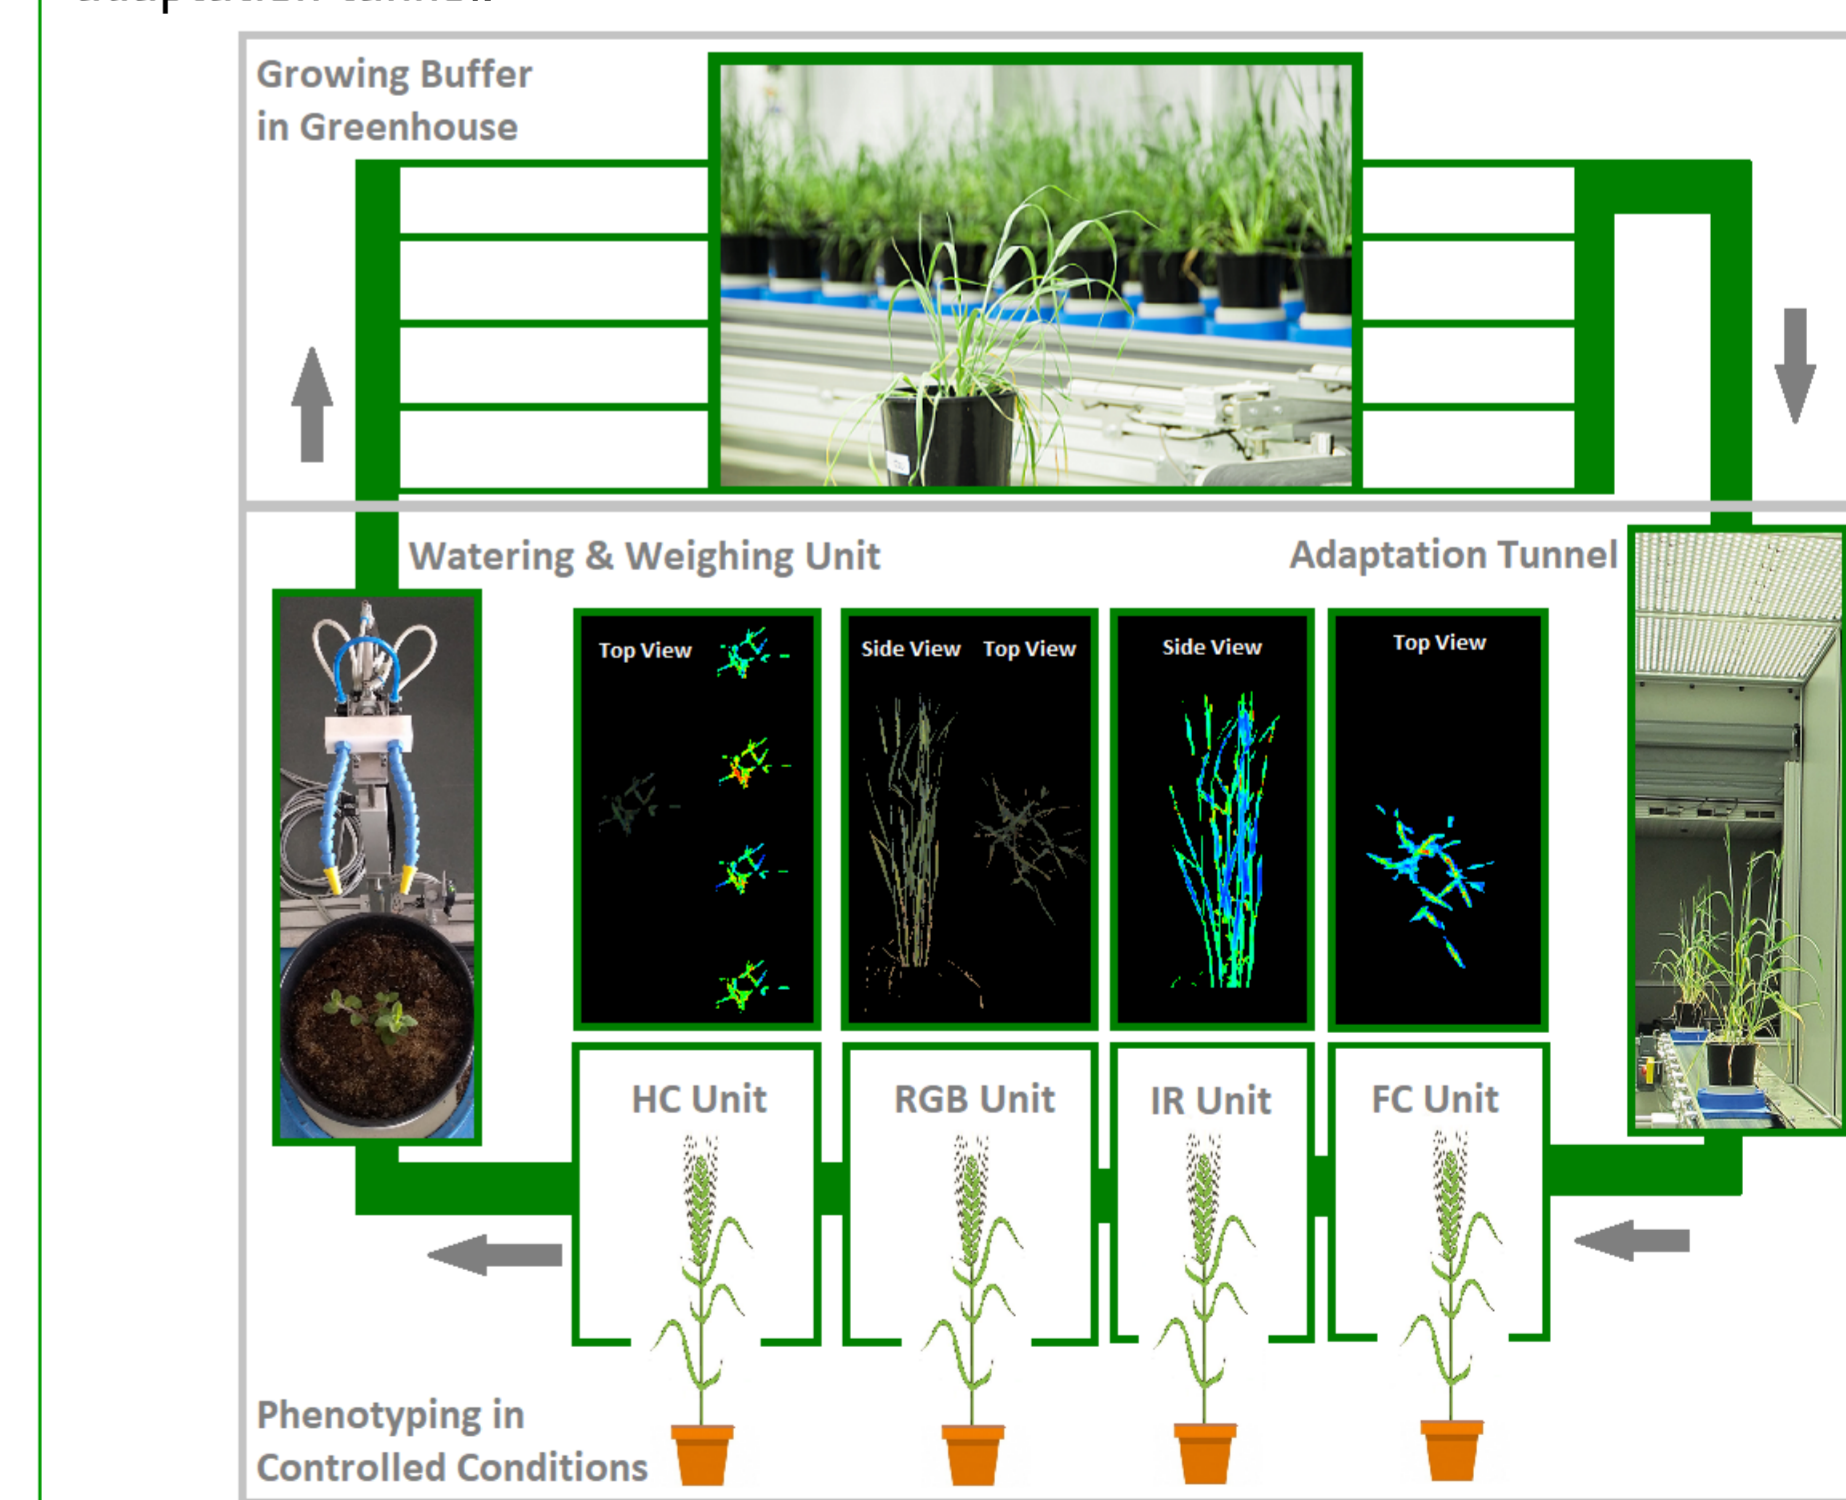 Growing Buffer
in Greenhouse
Watering & Weighing Unit
Adaptation Tunnel
Top View
Side View Top View
Side View
Top View
HC Unit
RGB Unit
IR Unit
FC Unit
Phenotyping in
Controlled Conditions